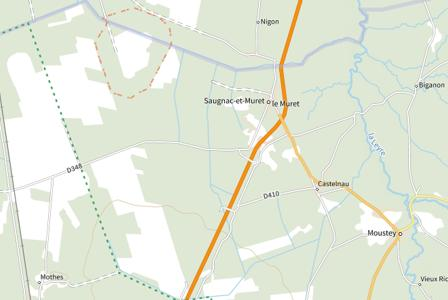 Nigon
Biganon
Saugnac-et-Muret
le Muret
la Leyre
D348
Castelnau
D410
Moustey
Mothes
Vieux Ric